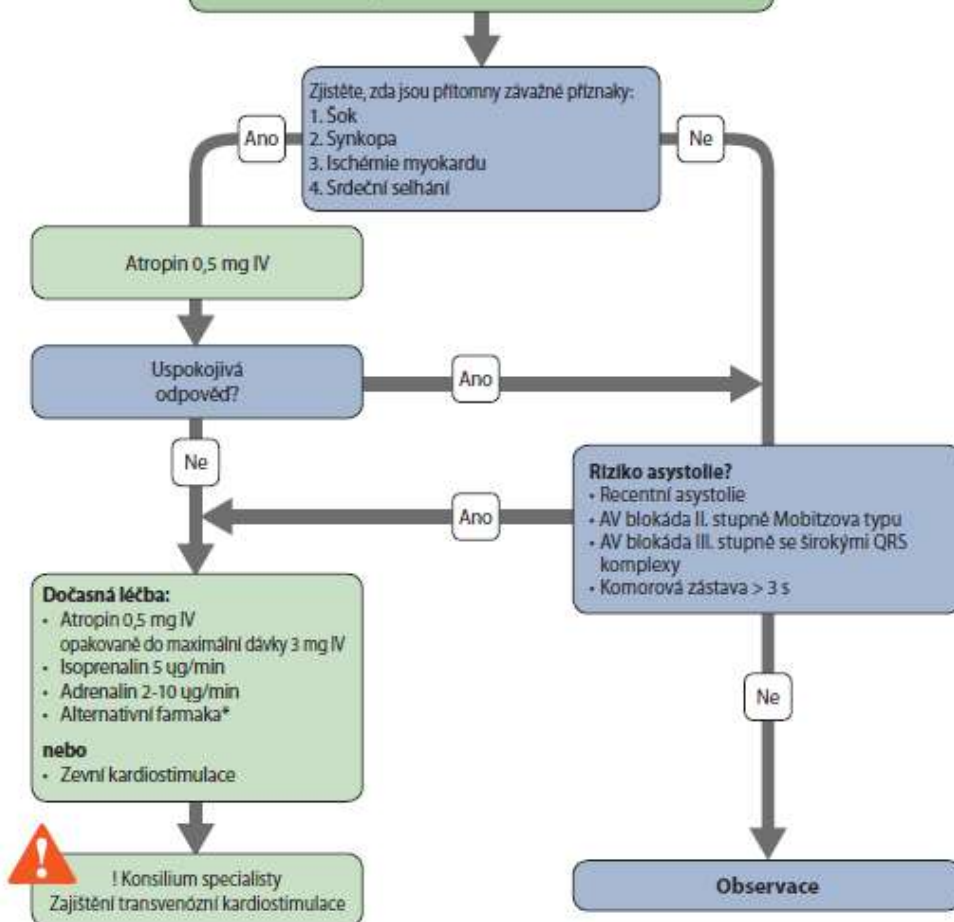 Zjistěte, zda jsou přítomny závažné příznaky:
1. Šok
2. Synkopa
3. Ischémie myokardu
4. Srdeční selhání
Ano
Ne
Atropin 0,5 mg IV
Uspokojivá
odpověď?
Ano
Ne
Riziko asystolie?
• Recentní asystolie
• AV blokáda II. stupně Mobitzova typu
• AV blokáda III. stupně se širokými QRS
komplexy
• Komorová zástava > 3 s
Ano
Dočasná léčba:
• Atropin 0,5 mg IV
opakovaně do maximální dávky 3 mg IV
• Isoprenalin 5 ųg/min
• Adrenalin 2-10 ųg/min
• Alternativní farmaka*
nebo
• Zevní kardiostimulace
Ne
! Konsilium specialisty
Zajištění transvenózní kardiostimulace
Observace